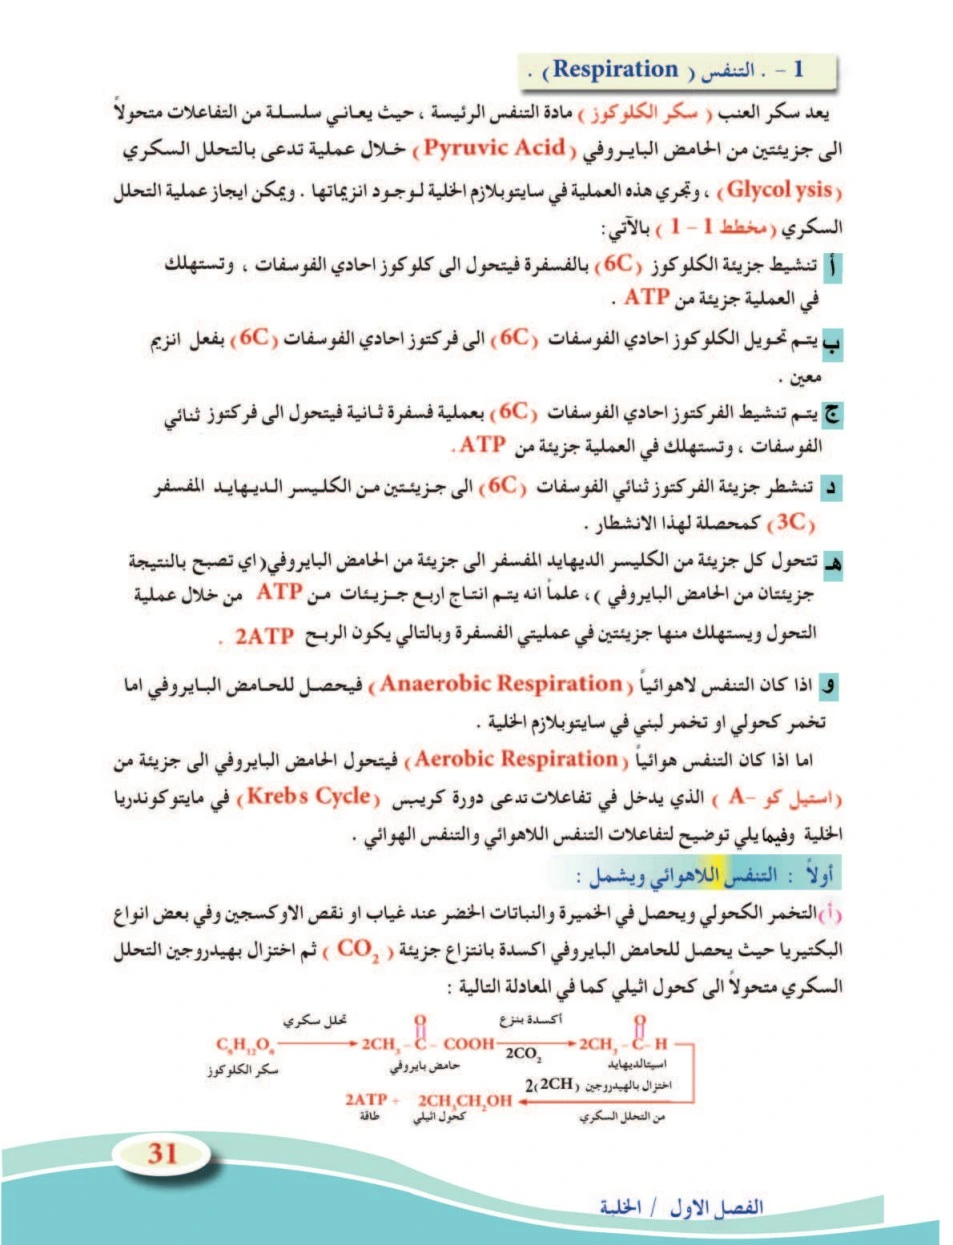 1 - . التنفس ( Respiration ) .
يعد سكر العنب ( سكر الكلوكوز ) مادة التنفس الرئيسة ، حيث يعاني سلسلة من التفاعلات متحولاً
الى جزيئتين من الحامض البايروفي ( Pyruvic Acid ) خلال عملية تدعى بالتحلل السكري
( Glycol ysis ) ، وتجري هذه العملية في سايتوبلازم الخلية لوجود انزيماتها . ويمكن ايجاز عملية التحلل
السكري ( مخطط 1 - 1 ) بالآتي :
أ تنشيط جزيئة الكلوكوز ( 6C ) بالفسفرة فيتحول الى كلوكوز احادي الفوسفات ، وتستهلك
في العملية جزيئة من ATP .
ب يتم تحويل الكلوكوز احادي الفوسفات ( 6C ) الى فركتوز احادي الفوسفات ( 6C ) بفعل انزيم
معين .
ج يتم تنشيط الفركتوز احادي الفوسفات ( 6C ) بعملية فسفرة ثانية فيتحول الى فركتوز ثنائي
الفوسفات ، وتستهلك في العملية جزيئة من ATP .
د تنشطر جزيئة الفركتوز ثنائي الفوسفات ( 6C ) الى جزيئتين من الكليسر الديهايد المفسفر
( 3C ) كمحصلة لهذا الانشطار .
هـ تتحول كل جزيئة من الكليسر الديهايد المفسفر الى جزيئة من الحامض البايروفي ( اي تصبح بالنتيجة
جزيئتان من الحامض البايروفي ) ، علماً انه يتم انتاج اربع جزيئات من ATP من خلال عملية
التحول ويستهلك منها جزيئتين في عمليتي الفسفرة وبالتالي يكون الربح 2ATP .
و اذا كان التنفس لاهوائياً ( Anaerobic Respiration ) فيحصل للحامض البايروفي اما
تخمر كحولي او تخمر لبني في سايتوبلازم الخلية .
اما اذا كان التنفس هوائياً ( Aerobic Respiration ) فيتحول الحامض البايروفي الى جزيئة من
( استيل كو -A ) الذي يدخل في تفاعلات تدعى دورة كريبس ( Krebs Cycle ) في مايتوكوندريا
الخلية وفيما يلي توضيح لتفاعلات التنفس اللاهوائي والتنفس الهوائي .
أولاً : التنفس اللاهوائي ويشمل :
( أ ) التخمر الكحولي ويحصل في الخميرة والنباتات الخضر عند غياب او نقص الاوكسجين وفي بعض انواع
البكتيريا حيث يحصل للحامض البايروفي اكسدة بانتزاع جزيئة ( CO₂ ) ثم اختزال بهيدروجين التحلل
السكري متحولاً الى كحول اثيلي كما في المعادلة التالية :
تحلل سكري O أكسدة بنزع O
C₆H₁₂O₆ 2CH₃ - C - COOH 2CO₂ 2CH₃ - C - H
سكر الكلوكوز حامض بايروفي اسيتالديهايد
اختزال بالهيدروجين 2(2CH)
2ATP + 2CH₃CH₂OH
طاقة كحول اثيلي من التحلل السكري
31
الفصل الاول / الخلية